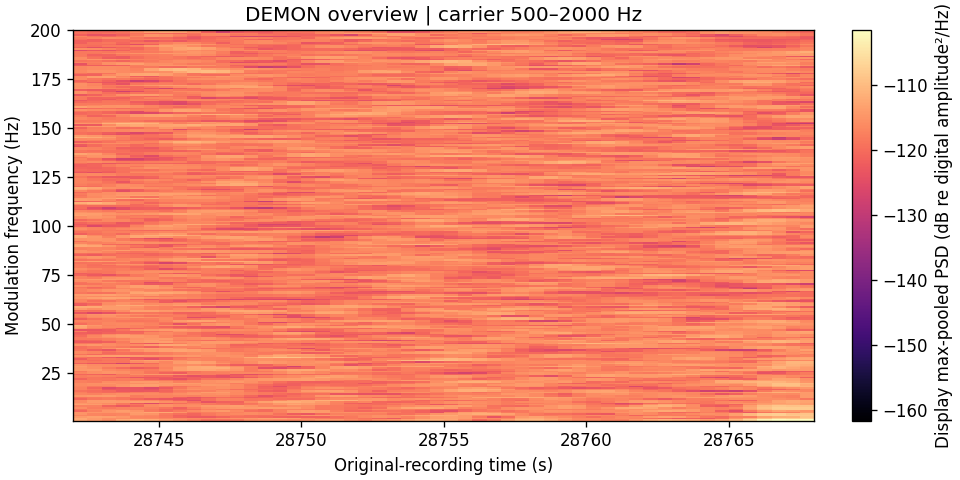 DEMON overview | carrier 500–2000 Hz
200
175
150
125
100
75
50
25
Modulation frequency (Hz)
28745 28750 28755 28760 28765
Original-recording time (s)
−110
−120
−130
−140
−150
−160
Display max-pooled PSD (dB re digital amplitude²/Hz)